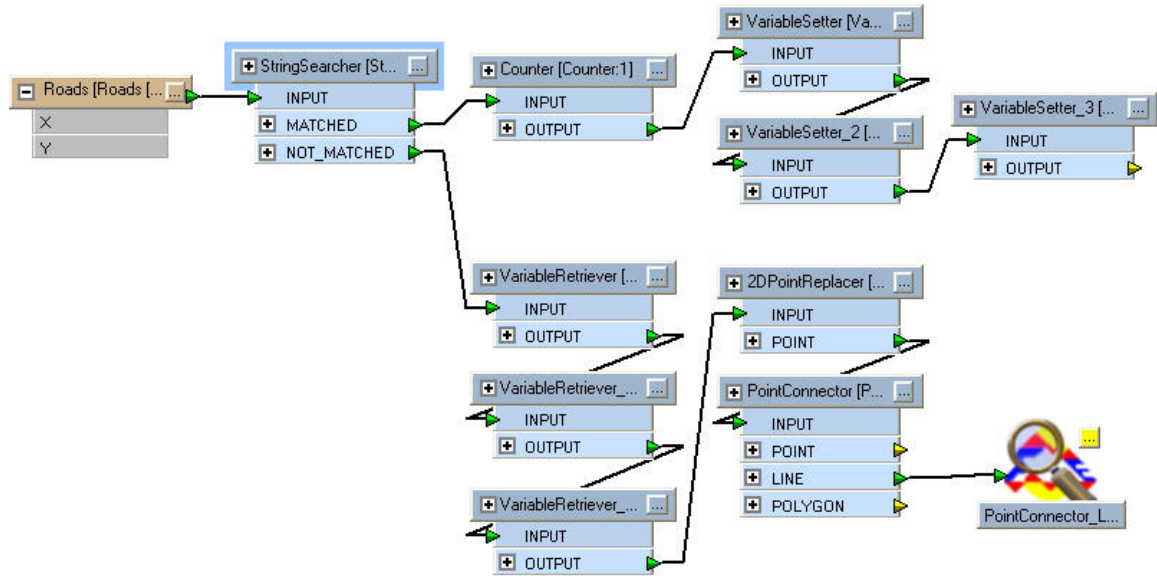 Roads [Roads [... ...
X
Y
StringSearcher [St... ...
INPUT
MATCHED
NOT_MATCHED
Counter [Counter:1] ...
INPUT
OUTPUT
VariableSetter [Va... ...
INPUT
OUTPUT
VariableSetter_2 [... ...
INPUT
OUTPUT
VariableSetter_3 [... ...
INPUT
OUTPUT
VariableRetriever [... ...
INPUT
OUTPUT
VariableRetriever_... ...
INPUT
OUTPUT
VariableRetriever_... ...
INPUT
OUTPUT
2DPointReplacer [... ...
INPUT
POINT
PointConnector [P... ...
INPUT
POINT
LINE
POLYGON
...
PointConnector_L...